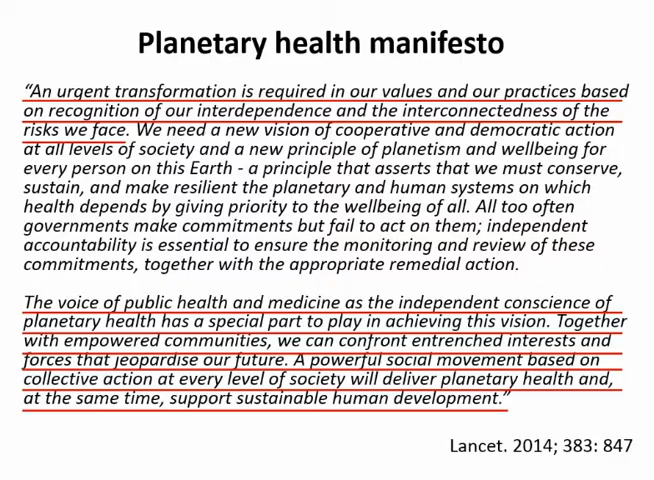 Planetary health manifesto
“An urgent transformation is required in our values and our practices based
on recognition of our interdependence and the interconnectedness of the
risks we face. We need a new vision of cooperative and democratic action
at all levels of society and a new principle of planetism and wellbeing for
every person on this Earth - a principle that asserts that we must conserve,
sustain, and make resilient the planetary and human systems on which
health depends by giving priority to the wellbeing of all. All too often
governments make commitments but fail to act on them; independent
accountability is essential to ensure the monitoring and review of these
commitments, together with the appropriate remedial action.
The voice of public health and medicine as the independent conscience of
planetary health has a special part to play in achieving this vision. Together
with empowered communities, we can confront entrenched interests and
forces that jeopardise our future. A powerful social movement based on
collective action at every level of society will deliver planetary health and,
at the same time, support sustainable human development.”
Lancet. 2014; 383: 847